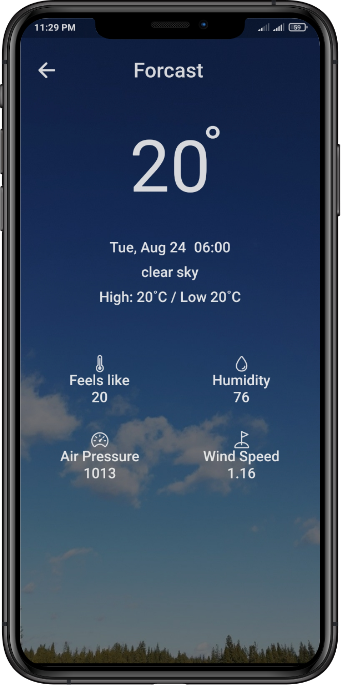 11:29 PM 59
Forcast
20°
Tue, Aug 24 06:00
clear sky
High: 20°C / Low 20°C
Feels like Humidity
20 76
Air Pressure Wind Speed
1013 1.16